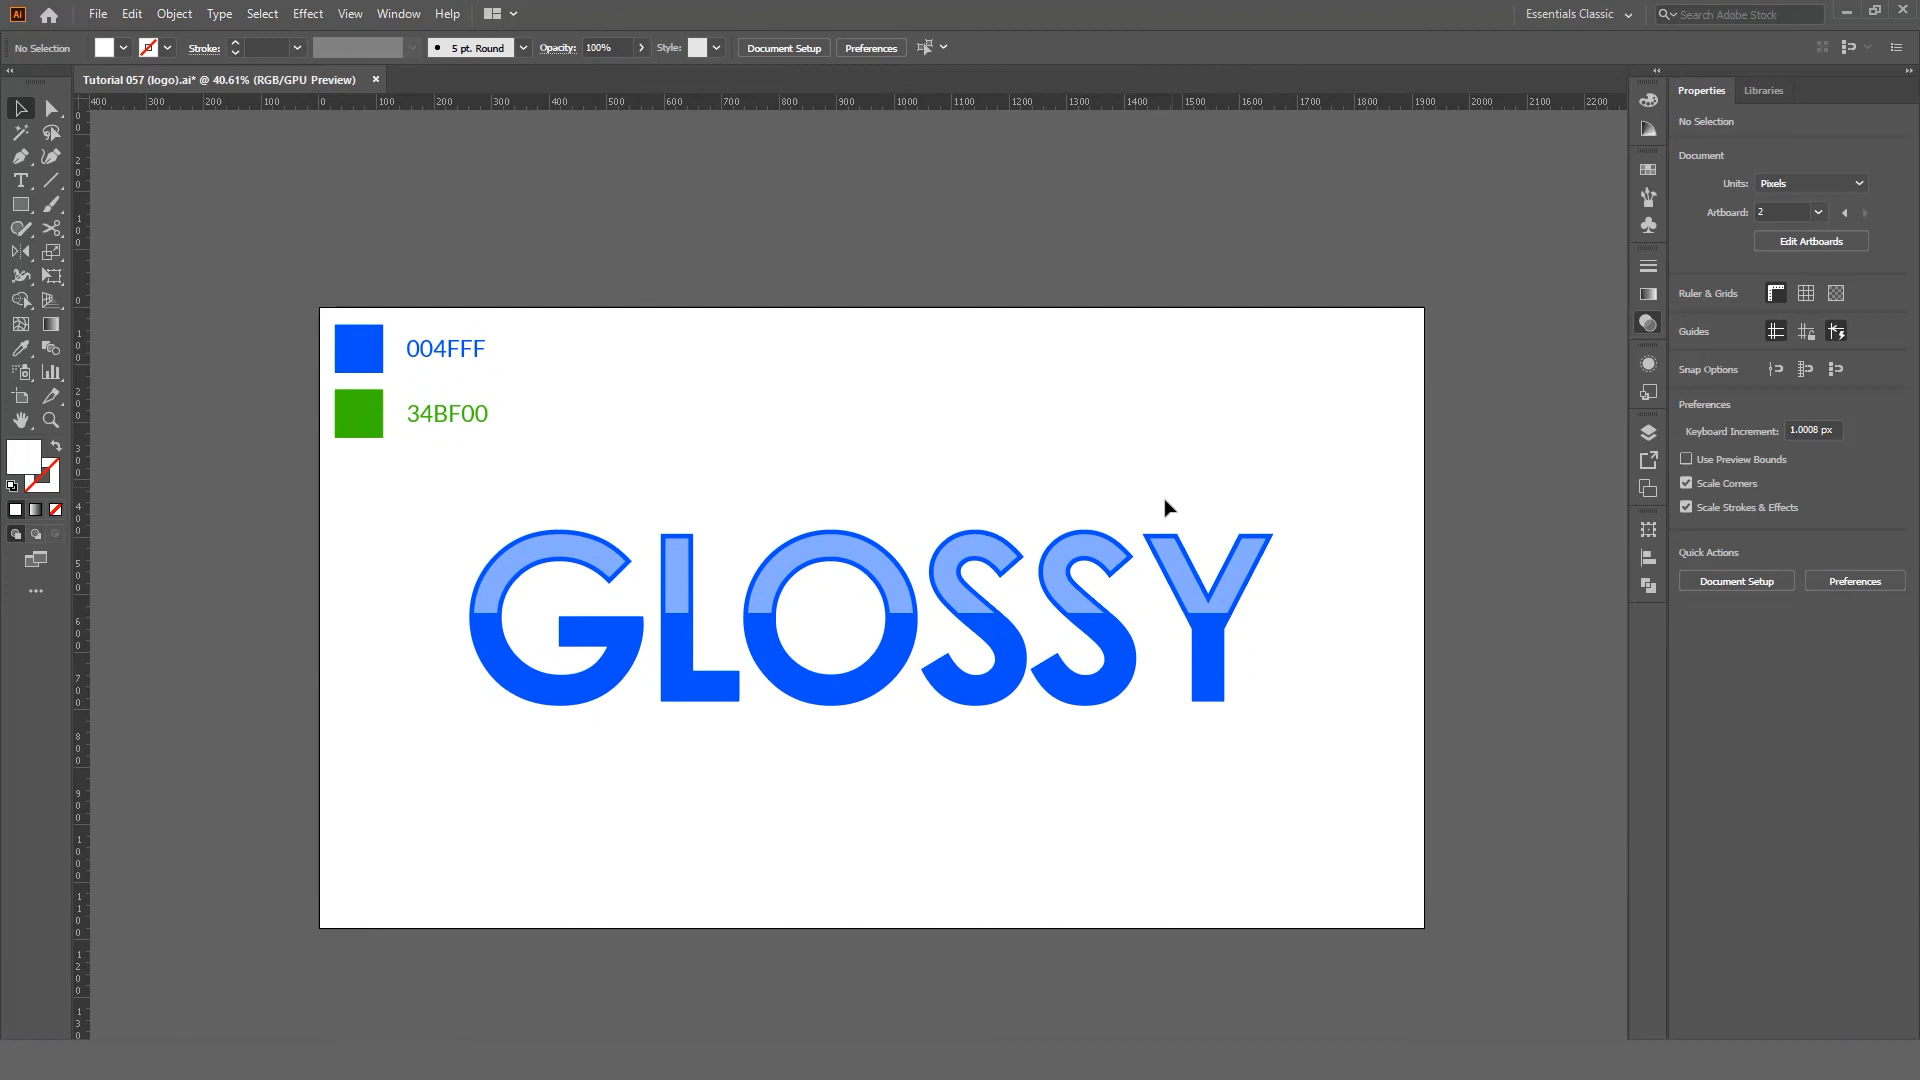 Ai File Edit Object Type Select Effect View Window Help Essentials Classic Search Adobe Stock
No Selection Stroke: 5 pt. Round Opacity: 100% Style: Document Setup Preferences
Tutorial 057 (logo).ai* @ 40.61% (RGB/GPU Preview) ×
400 300 200 100 0 100 200 300 400 500 600 700 800 900 1000 1100 1200 1300 1400 1500 1600 1700 1800 1900 2000 2100 2200
Properties Libraries
No Selection
Document
Units: Pixels
Artboard: 2
Edit Artboards
Ruler & Grids
Guides
Snap Options
Preferences
Keyboard Increment: 1.0008 px
Use Preview Bounds
Scale Corners
Scale Strokes & Effects
Quick Actions
Document Setup Preferences
004FFF
34BF00
GLOSSY